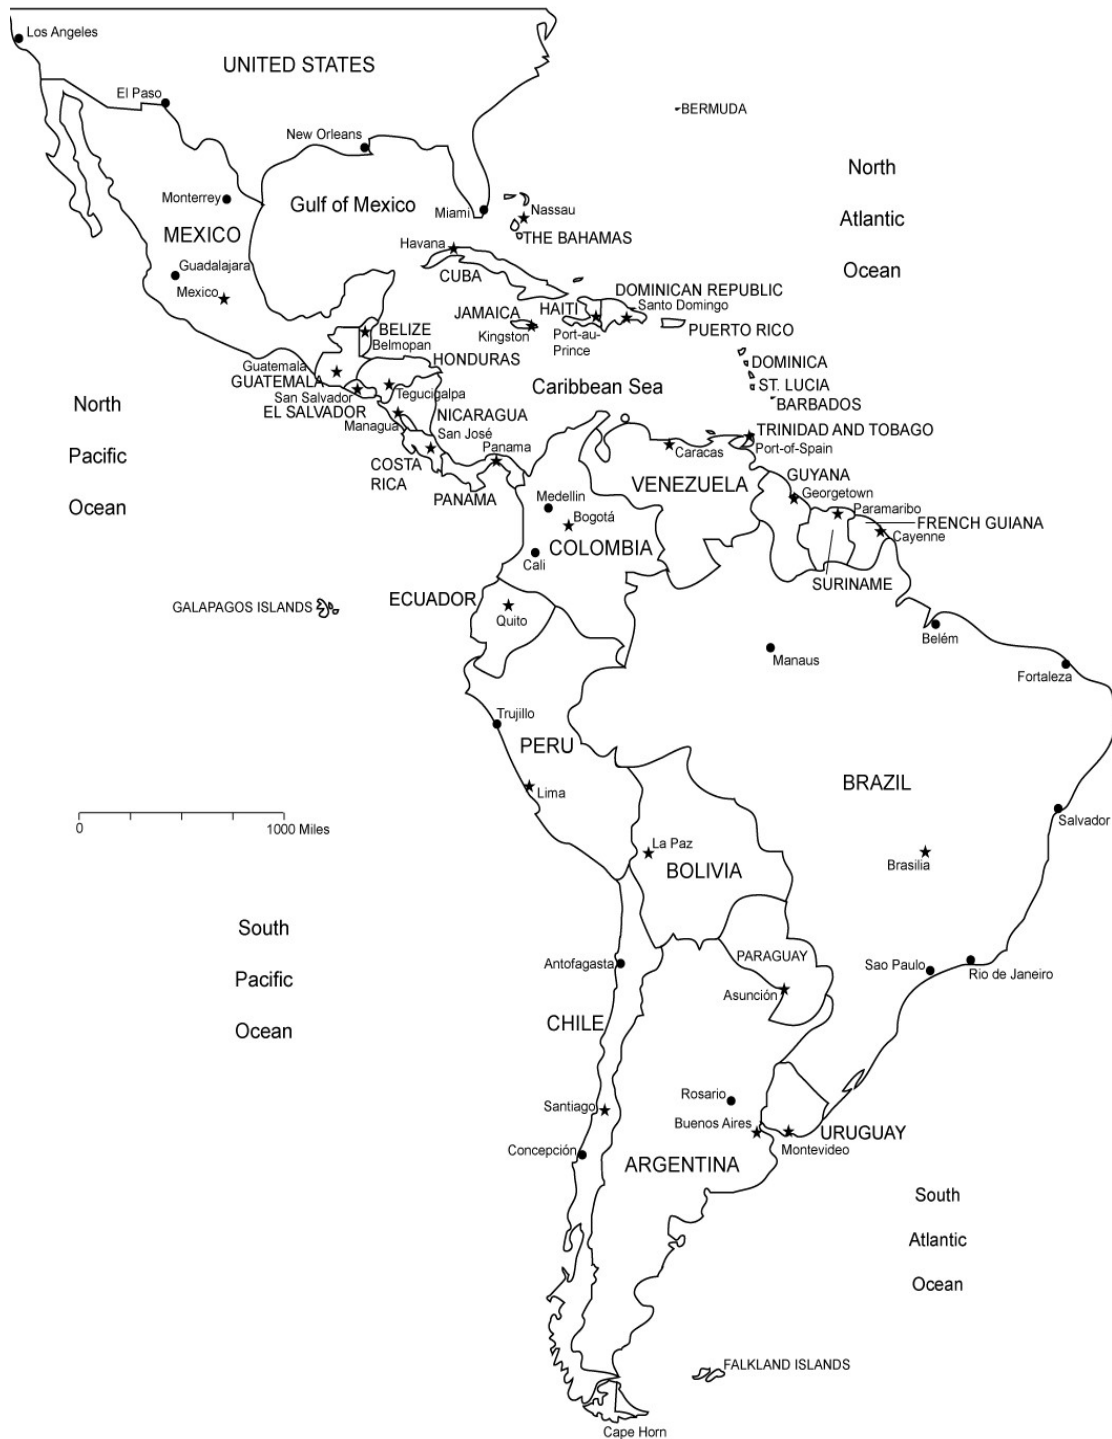 Los Angeles
UNITED STATES
El Paso
BERMUDA
New Orleans
North
Atlantic
Ocean
Monterrey
Gulf of Mexico
Miami
Nassau
MEXICO
THE BAHAMAS
Havana
Guadalajara
CUBA
Mexico
DOMINICAN REPUBLIC
Santo Domingo
JAMAICA
HAITI
Kingston
Port-au-
Prince
PUERTO RICO
BELIZE
Belmopan
HONDURAS
DOMINICA
Guatemala
GUATEMALA
Caribbean Sea
ST. LUCIA
San Salvador
Tegucigalpa
BARBADOS
EL SALVADOR
NICARAGUA
Managua
San José
TRINIDAD AND TOBAGO
Port-of-Spain
North
Pacific
Ocean
COSTA
RICA
Panama
PANAMA
Caracas
VENEZUELA
GUYANA
Georgetown
Medellin
Bogotá
Paramaribo
FRENCH GUIANA
Cayenne
COLOMBIA
Cali
SURINAME
ECUADOR
GALAPAGOS ISLANDS
Quito
Belém
Manaus
Fortaleza
Trujillo
PERU
BRAZIL
Lima
0
1000 Miles
Salvador
La Paz
BOLIVIA
Brasilia
South
Pacific
Ocean
PARAGUAY
Antofagasta
Sao Paulo
Rio de Janeiro
Asunción
CHILE
Rosario
Santiago
Buenos Aires
URUGUAY
Montevideo
Concepción
ARGENTINA
South
Atlantic
Ocean
FALKLAND ISLANDS
Cape Horn